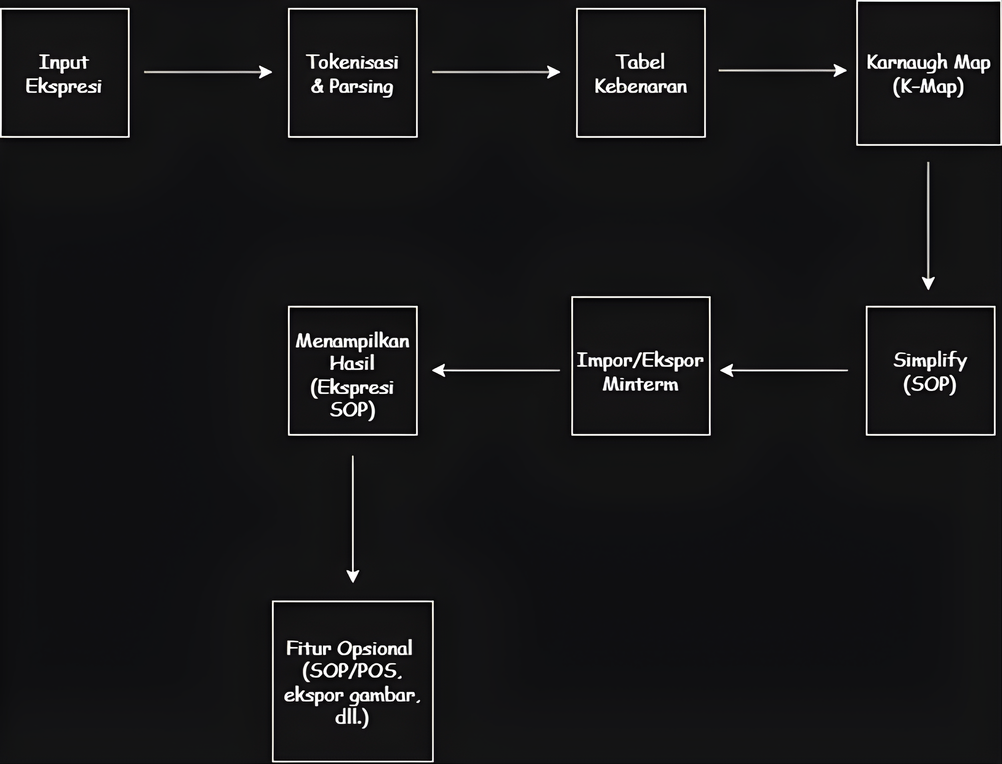 Input
Ekspresi
Tokenisasi
& Parsing
Tabel
Kebenaran
Karnaugh Map
(K-Map)
Simplify
(SOP)
Impor/Ekspor
Minterm
Menampilkan
Hasil
(Ekspresi
SOP)
Fitur Opsional
(SOP/POS,
ekspor gambar,
dll.)